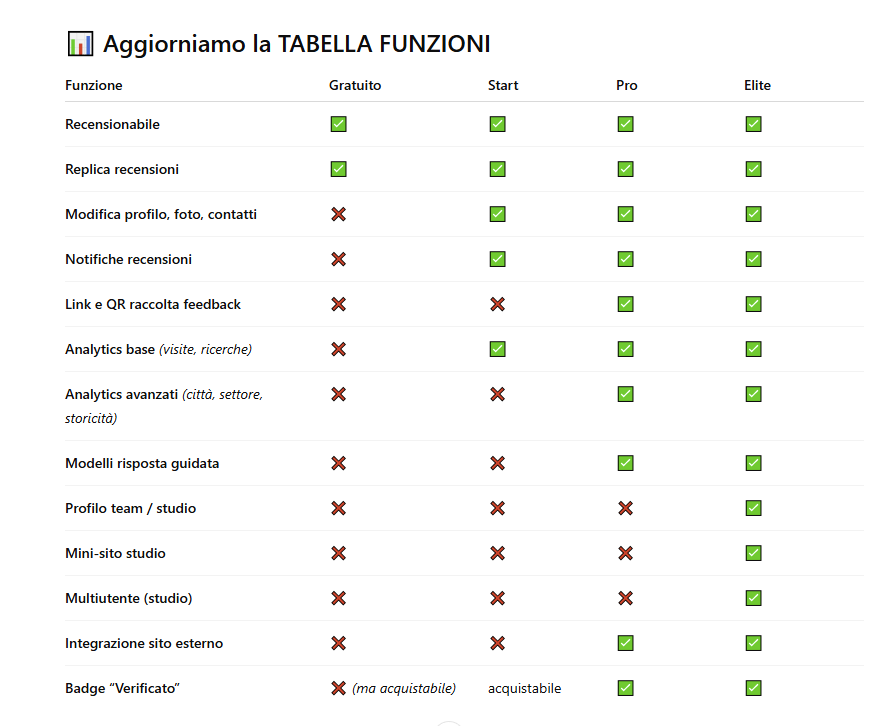 📊 Aggiorniamo la TABELLA FUNZIONI
Funzione Gratuito Start Pro Elite
Recensionabile ✅ ✅ ✅ ✅
Replica recensioni ✅ ✅ ✅ ✅
Modifica profilo, foto, contatti ❌ ✅ ✅ ✅
Notifiche recensioni ❌ ✅ ✅ ✅
Link e QR raccolta feedback ❌ ❌ ✅ ✅
Analytics base (visite, ricerche) ❌ ✅ ✅ ✅
Analytics avanzati (città, settore, ❌ ❌ ✅ ✅
storicità)
Modelli risposta guidata ❌ ❌ ✅ ✅
Profilo team / studio ❌ ❌ ❌ ✅
Mini-sito studio ❌ ❌ ❌ ✅
Multiutente (studio) ❌ ❌ ❌ ✅
Integrazione sito esterno ❌ ❌ ✅ ✅
Badge “Verificato” ❌ (ma acquistabile) acquistabile ✅ ✅